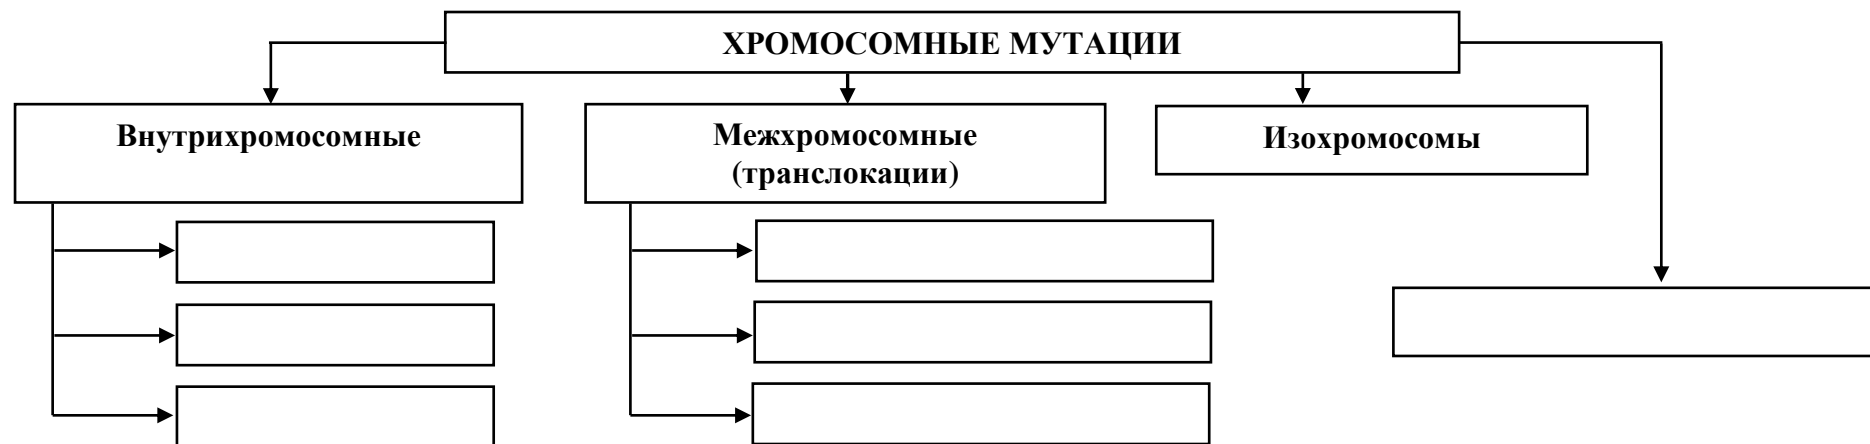 ХРОМОСОМНЫЕ МУТАЦИИ
Внутрихромосомные
Межхромосомные
(транслокации)
Изохромосомы